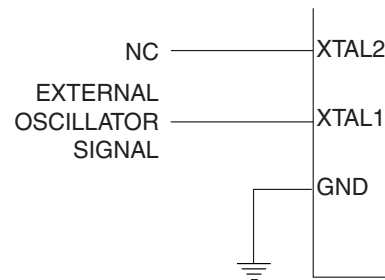 NC
XTAL2
EXTERNAL
OSCILLATOR
SIGNAL
XTAL1
GND